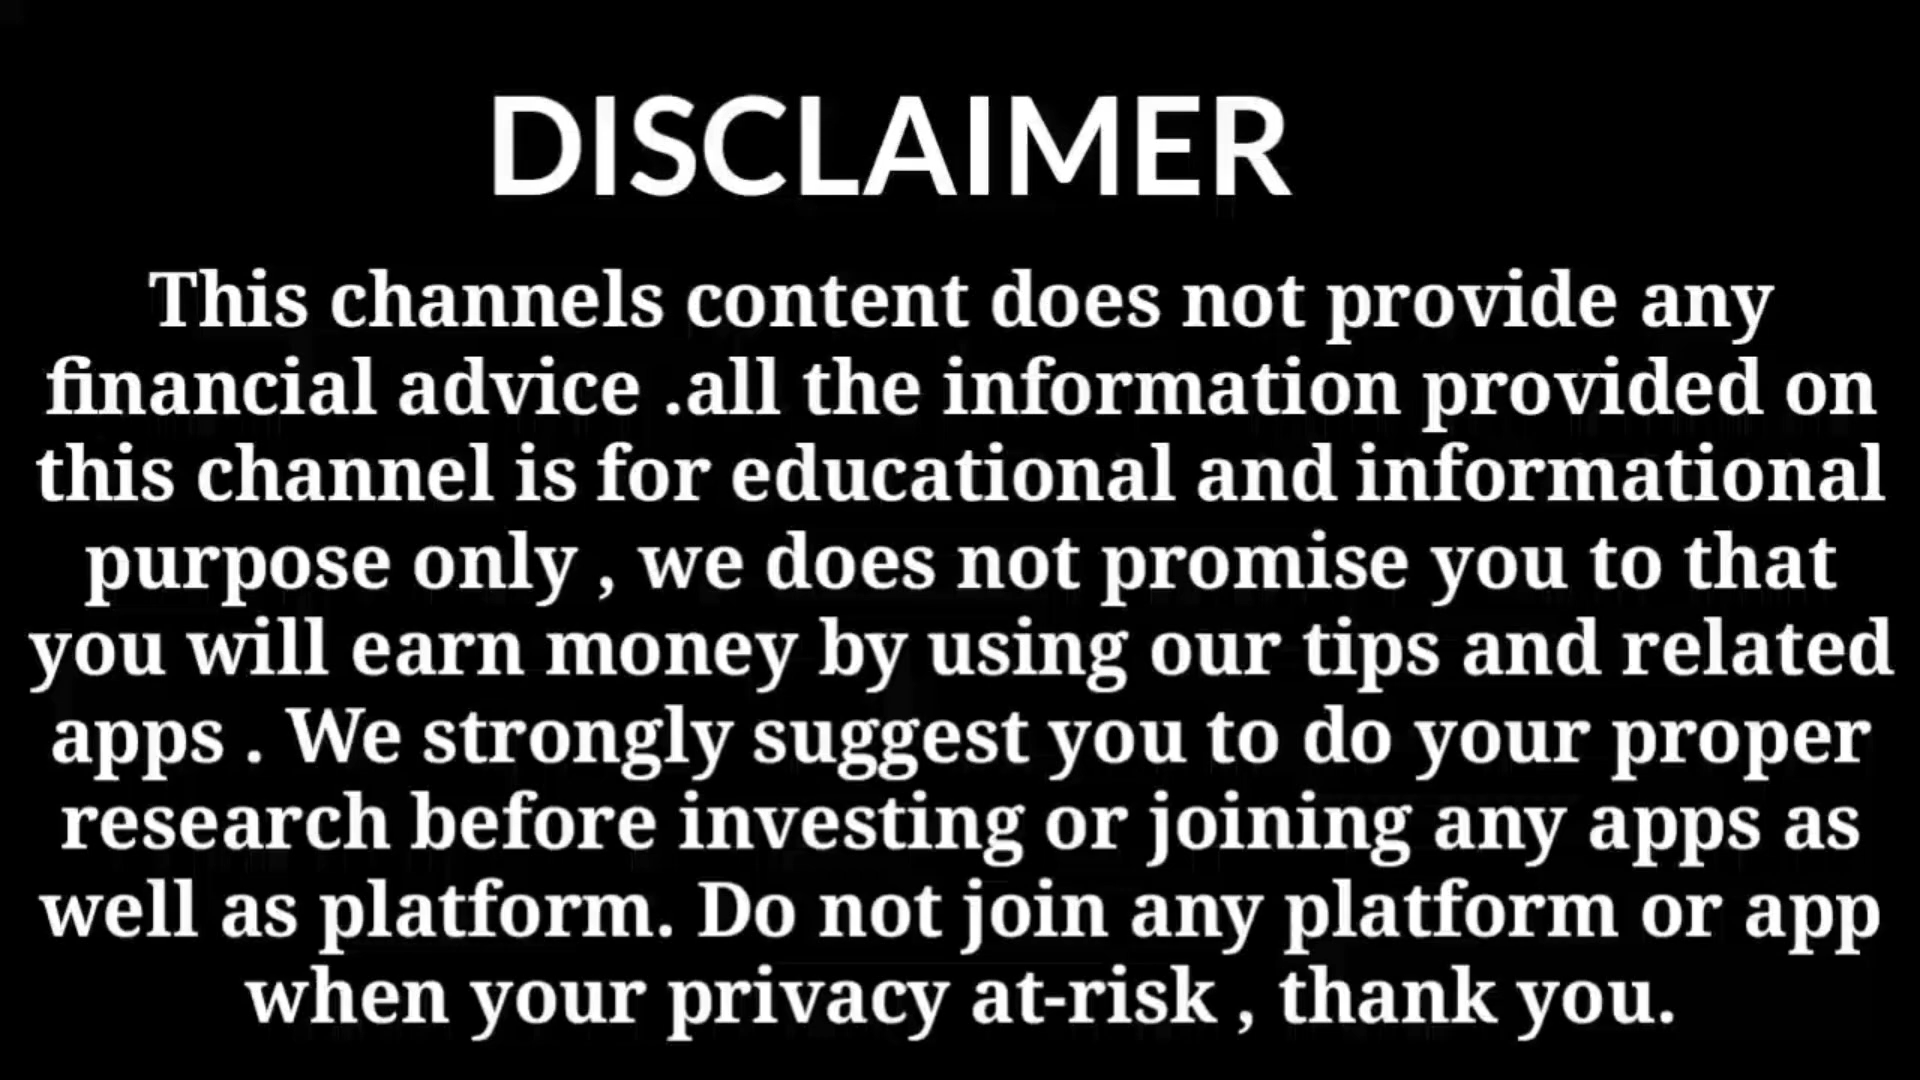 DISCLAIMER
This channels content does not provide any
financial advice .all the information provided on
this channel is for educational and informational
purpose only , we does not promise you to that
you will earn money by using our tips and related
apps . We strongly suggest you to do your proper
research before investing or joining any apps as
well as platform. Do not join any platform or app
when your privacy at-risk , thank you.